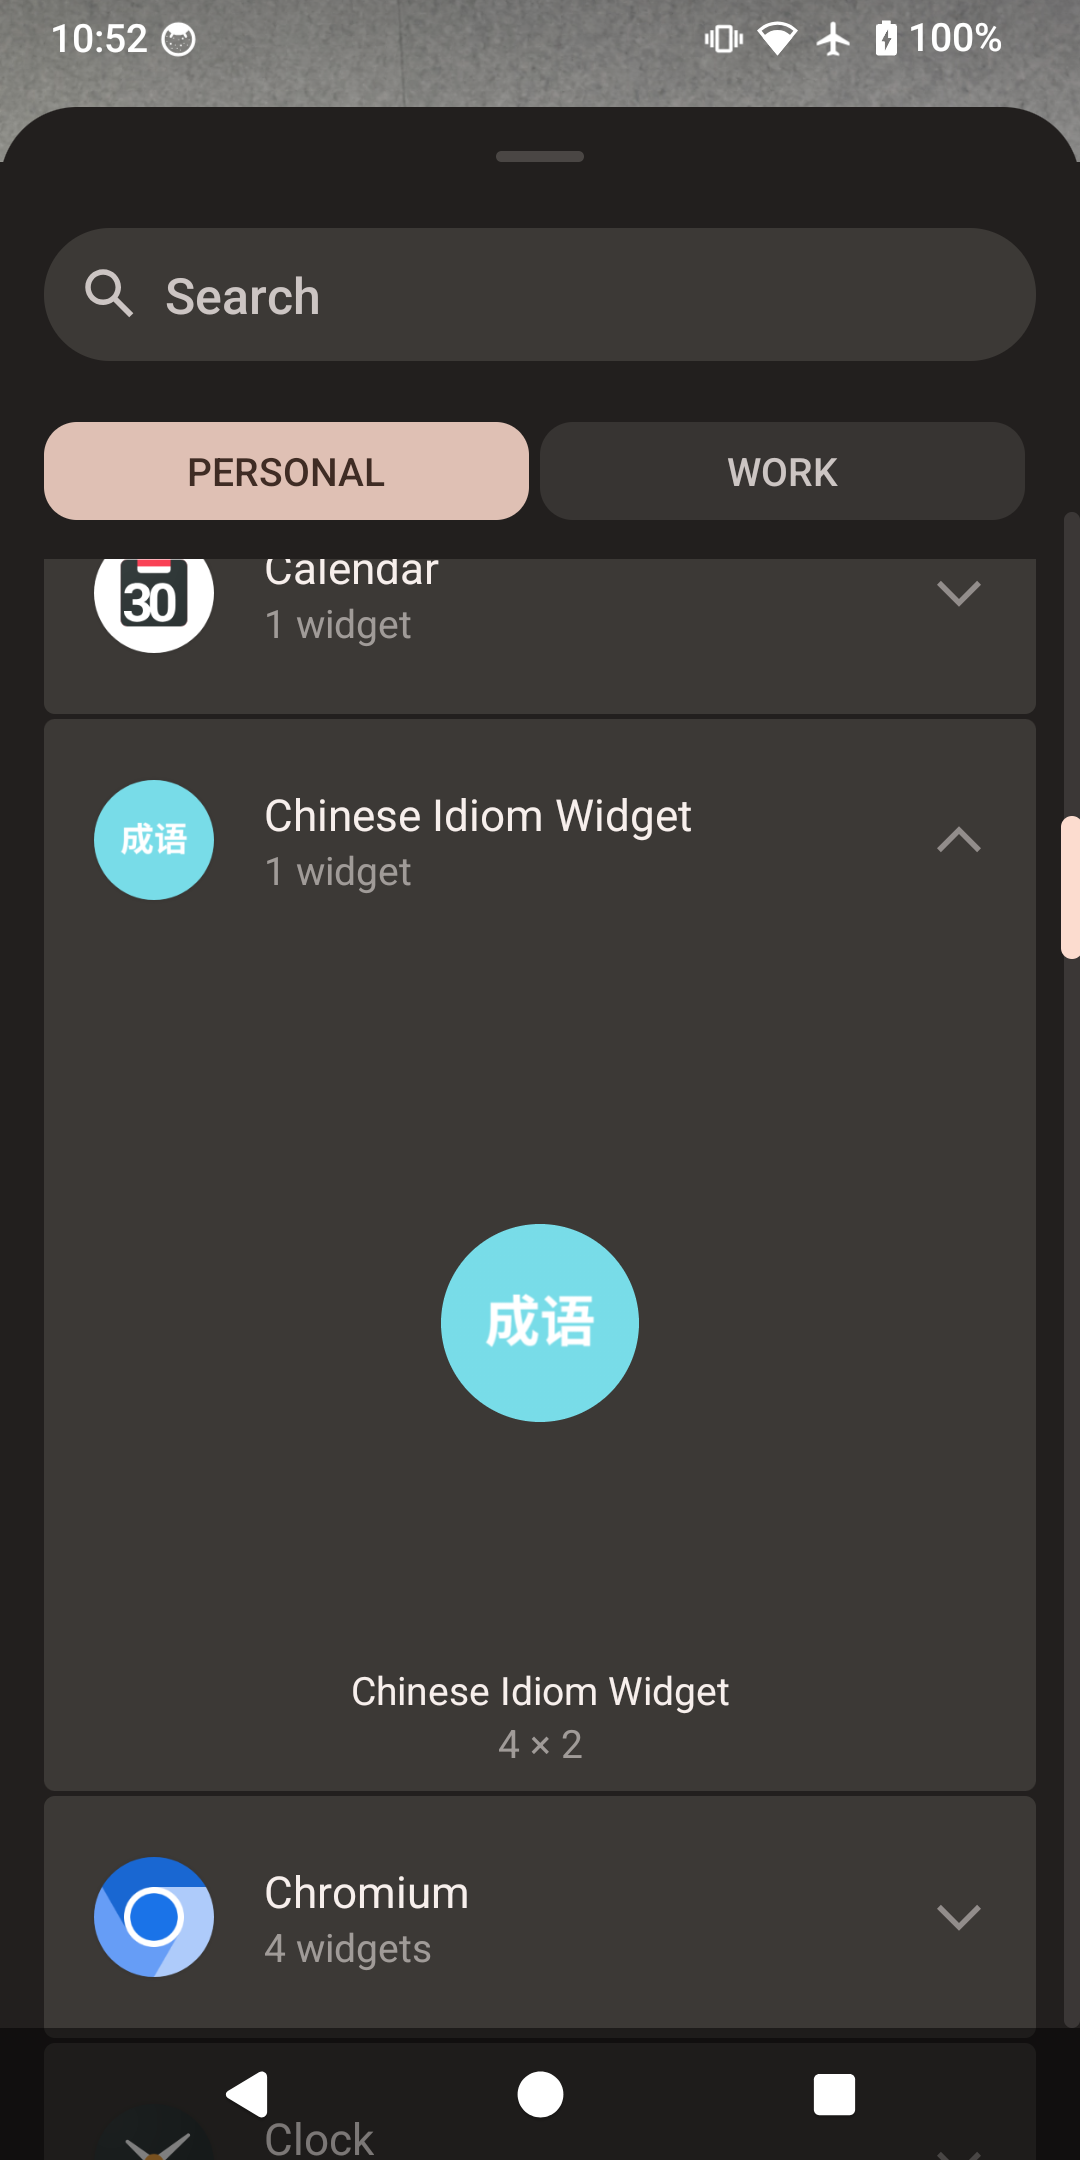 10:52
100%
Search
PERSONAL
WORK
30
Calendar
1 widget
成语
Chinese Idiom Widget
1 widget
成语
Chinese Idiom Widget
4 × 2
Chromium
4 widgets
Clock